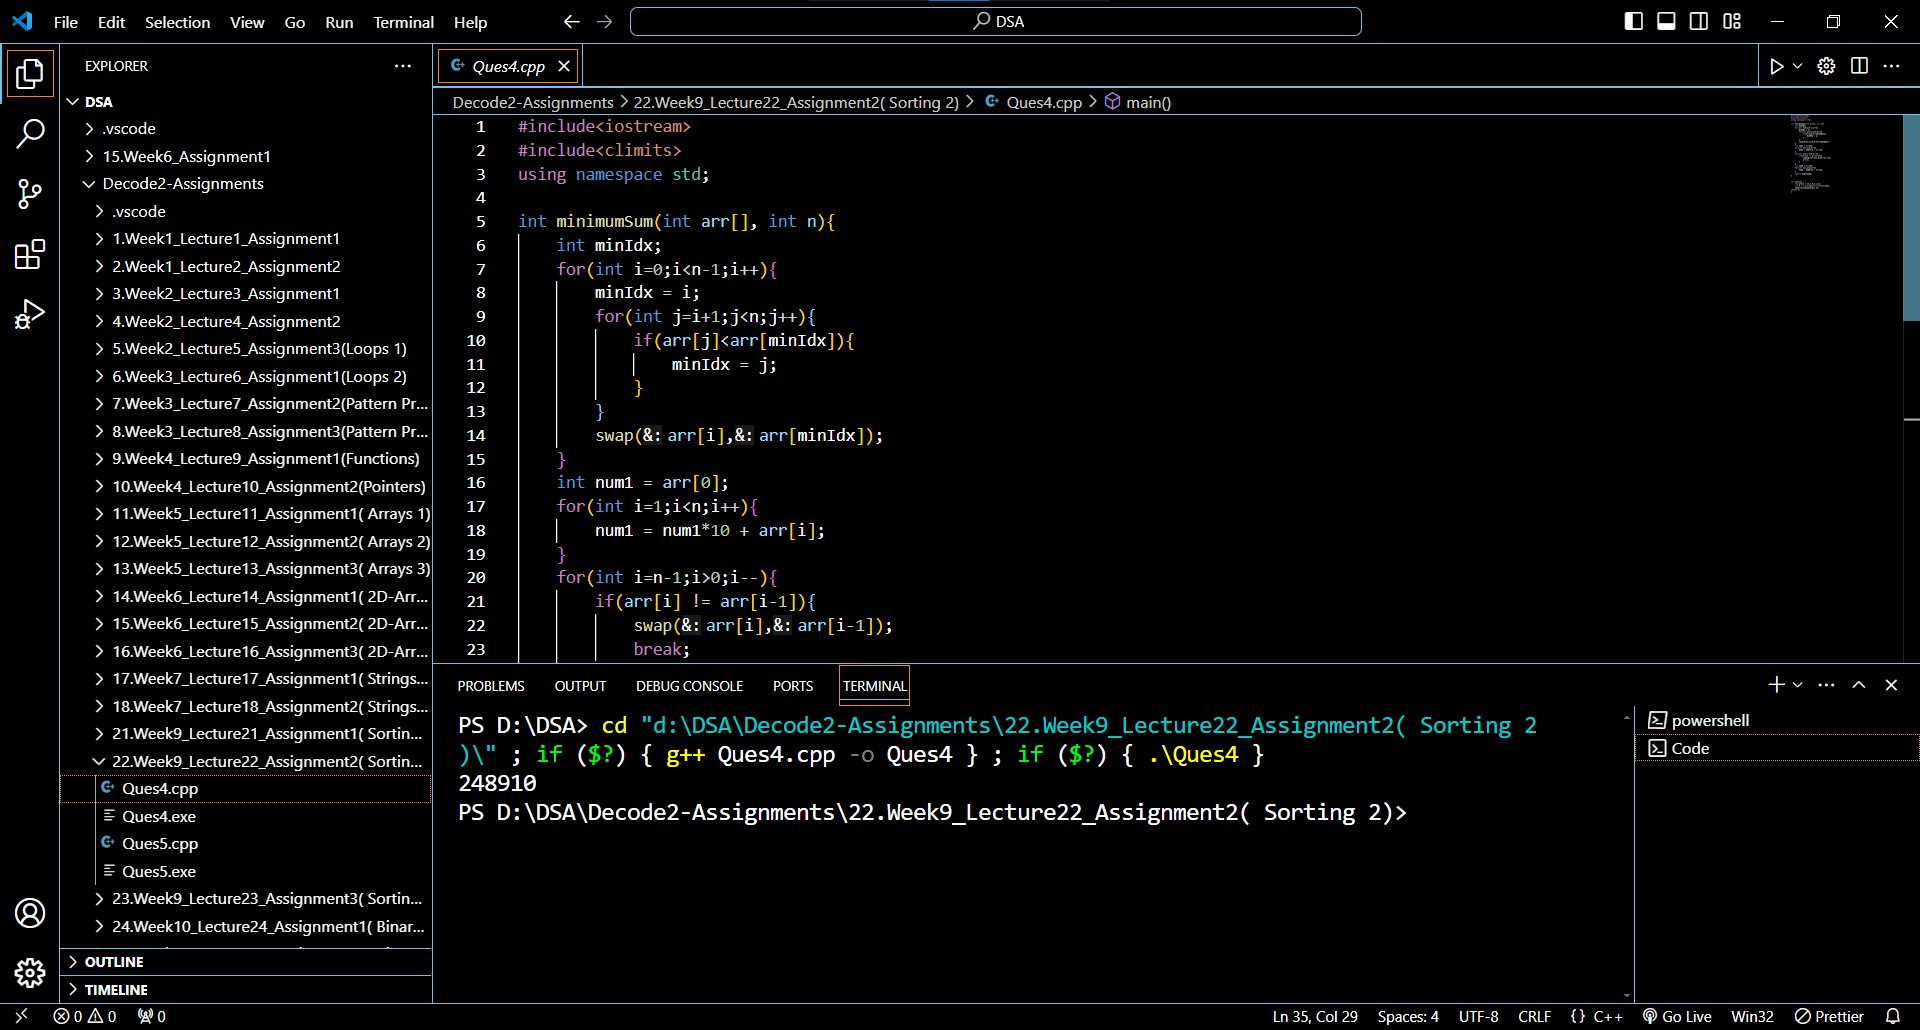 File Edit Selection View Go Run Terminal Help
DSA
EXPLORER
DSA
.vscode
15.Week6_Assignment1
Decode2-Assignments
.vscode
1.Week1_Lecture1_Assignment1
2.Week1_Lecture2_Assignment2
3.Week2_Lecture3_Assignment1
4.Week2_Lecture4_Assignment2
5.Week2_Lecture5_Assignment3(Loops 1)
6.Week3_Lecture6_Assignment1(Loops 2)
7.Week3_Lecture7_Assignment2(Pattern Pr...
8.Week3_Lecture8_Assignment3(Pattern Pr...
9.Week4_Lecture9_Assignment1(Functions)
10.Week4_Lecture10_Assignment2(Pointers)
11.Week5_Lecture11_Assignment1( Arrays 1)
12.Week5_Lecture12_Assignment2( Arrays 2)
13.Week5_Lecture13_Assignment3( Arrays 3)
14.Week6_Lecture14_Assignment1( 2D-Arr...
15.Week6_Lecture15_Assignment2( 2D-Arr...
16.Week6_Lecture16_Assignment3( 2D-Arr...
17.Week7_Lecture17_Assignment1( Strings...
18.Week7_Lecture18_Assignment2( Strings...
21.Week9_Lecture21_Assignment1( Sortin...
22.Week9_Lecture22_Assignment2( Sortin...
Ques4.cpp
Ques4.exe
Ques5.cpp
Ques5.exe
23.Week9_Lecture23_Assignment3( Sortin...
24.Week10_Lecture24_Assignment1( Binar...
OUTLINE
TIMELINE
Ques4.cpp
Decode2-Assignments > 22.Week9_Lecture22_Assignment2( Sorting 2) > Ques4.cpp > main()
1 #include<iostream>
2 #include<climits>
3 using namespace std;
4
5 int minimumSum(int arr[], int n){
6 int minIdx;
7 for(int i=0;i<n-1;i++){
8 minIdx = i;
9 for(int j=i+1;j<n;j++){
10 if(arr[j]<arr[minIdx]){
11 minIdx = j;
12 }
13 }
14 swap(&: arr[i],&: arr[minIdx]);
15 }
16 int num1 = arr[0];
17 for(int i=1;i<n;i++){
18 num1 = num1*10 + arr[i];
19 }
20 for(int i=n-1;i>0;i--){
21 if(arr[i] != arr[i-1]){
22 swap(&: arr[i],&: arr[i-1]);
23 break;
PROBLEMS OUTPUT DEBUG CONSOLE PORTS TERMINAL
PS D:\DSA> cd "d:\DSA\Decode2-Assignments\22.Week9_Lecture22_Assignment2( Sorting 2
)\" ; if ($?) { g++ Ques4.cpp -o Ques4 } ; if ($?) { .\Ques4 }
248910
PS D:\DSA\Decode2-Assignments\22.Week9_Lecture22_Assignment2( Sorting 2)>
powershell
Code
0 0 0 Ln 35, Col 29 Spaces: 4 UTF-8 CRLF {} C++ Go Live Win32 Prettier